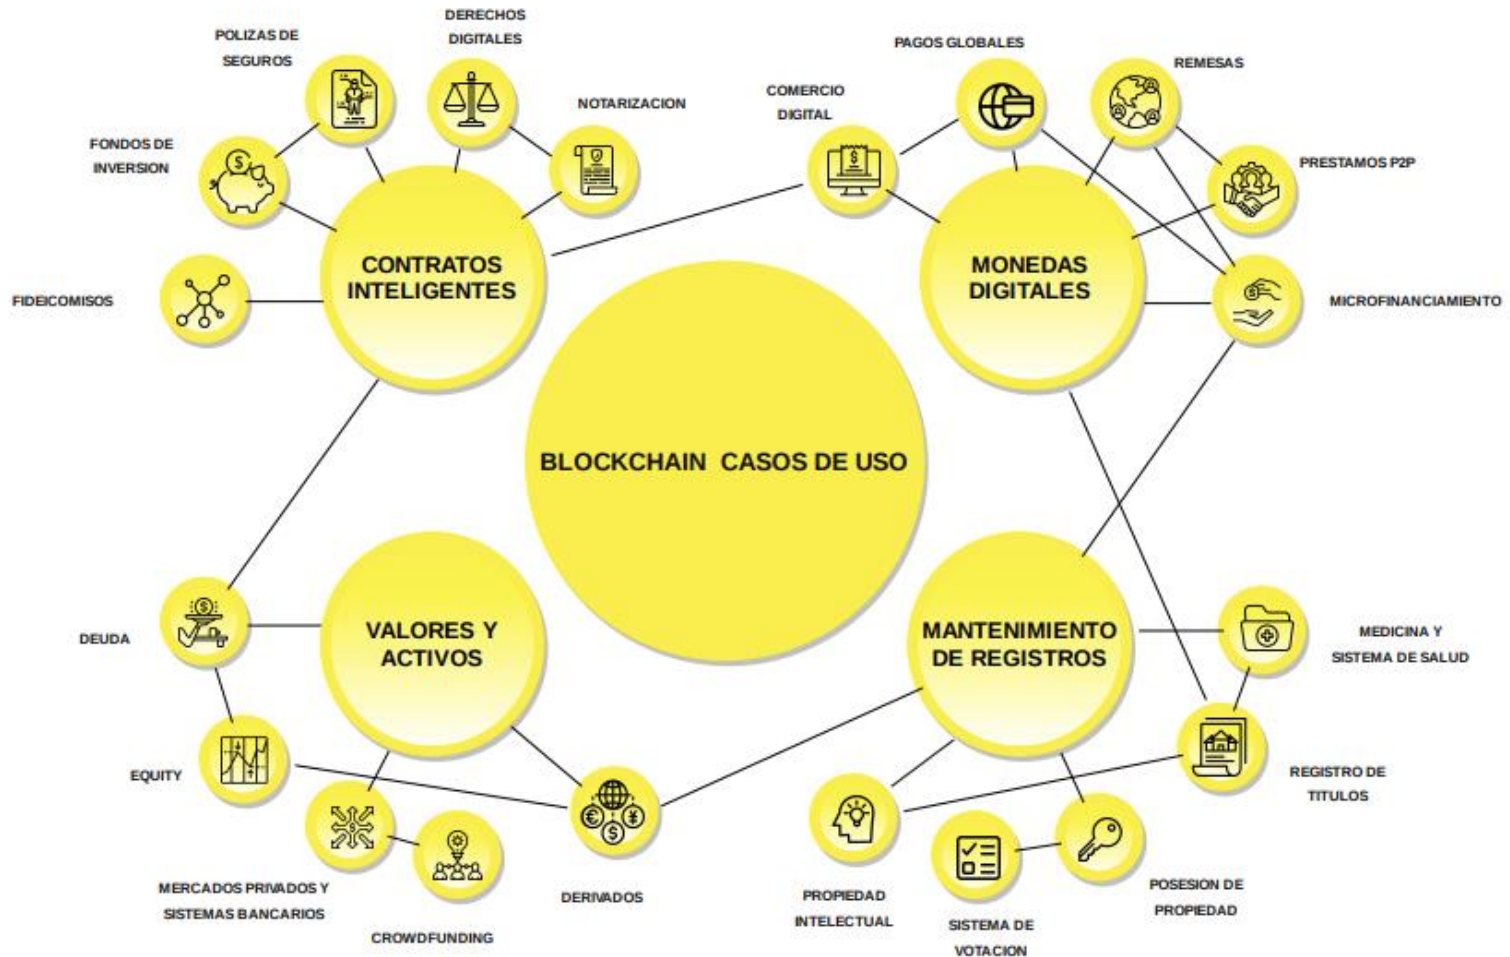 POLIZAS DE
SEGUROS
DERECHOS
DIGITALES
NOTARIZACION
FONDOS DE
INVERSION
FIDEICOMISOS
CONTRATOS
INTELIGENTES
COMERCIO
DIGITAL
PAGOS GLOBALES
REMESAS
PRESTAMOS P2P
MICROFINANCIAMIENTO
MONEDAS
DIGITALES
BLOCKCHAIN CASOS DE USO
DEUDA
VALORES Y
ACTIVOS
EQUITY
MERCADOS PRIVADOS Y
SISTEMAS BANCARIOS
CROWDFUNDING
DERIVADOS
MANTENIMIENTO
DE REGISTROS
MEDICINA Y
SISTEMA DE SALUD
REGISTRO DE
TITULOS
PROPIEDAD
INTELECTUAL
SISTEMA DE
VOTACION
POSESION DE
PROPIEDAD